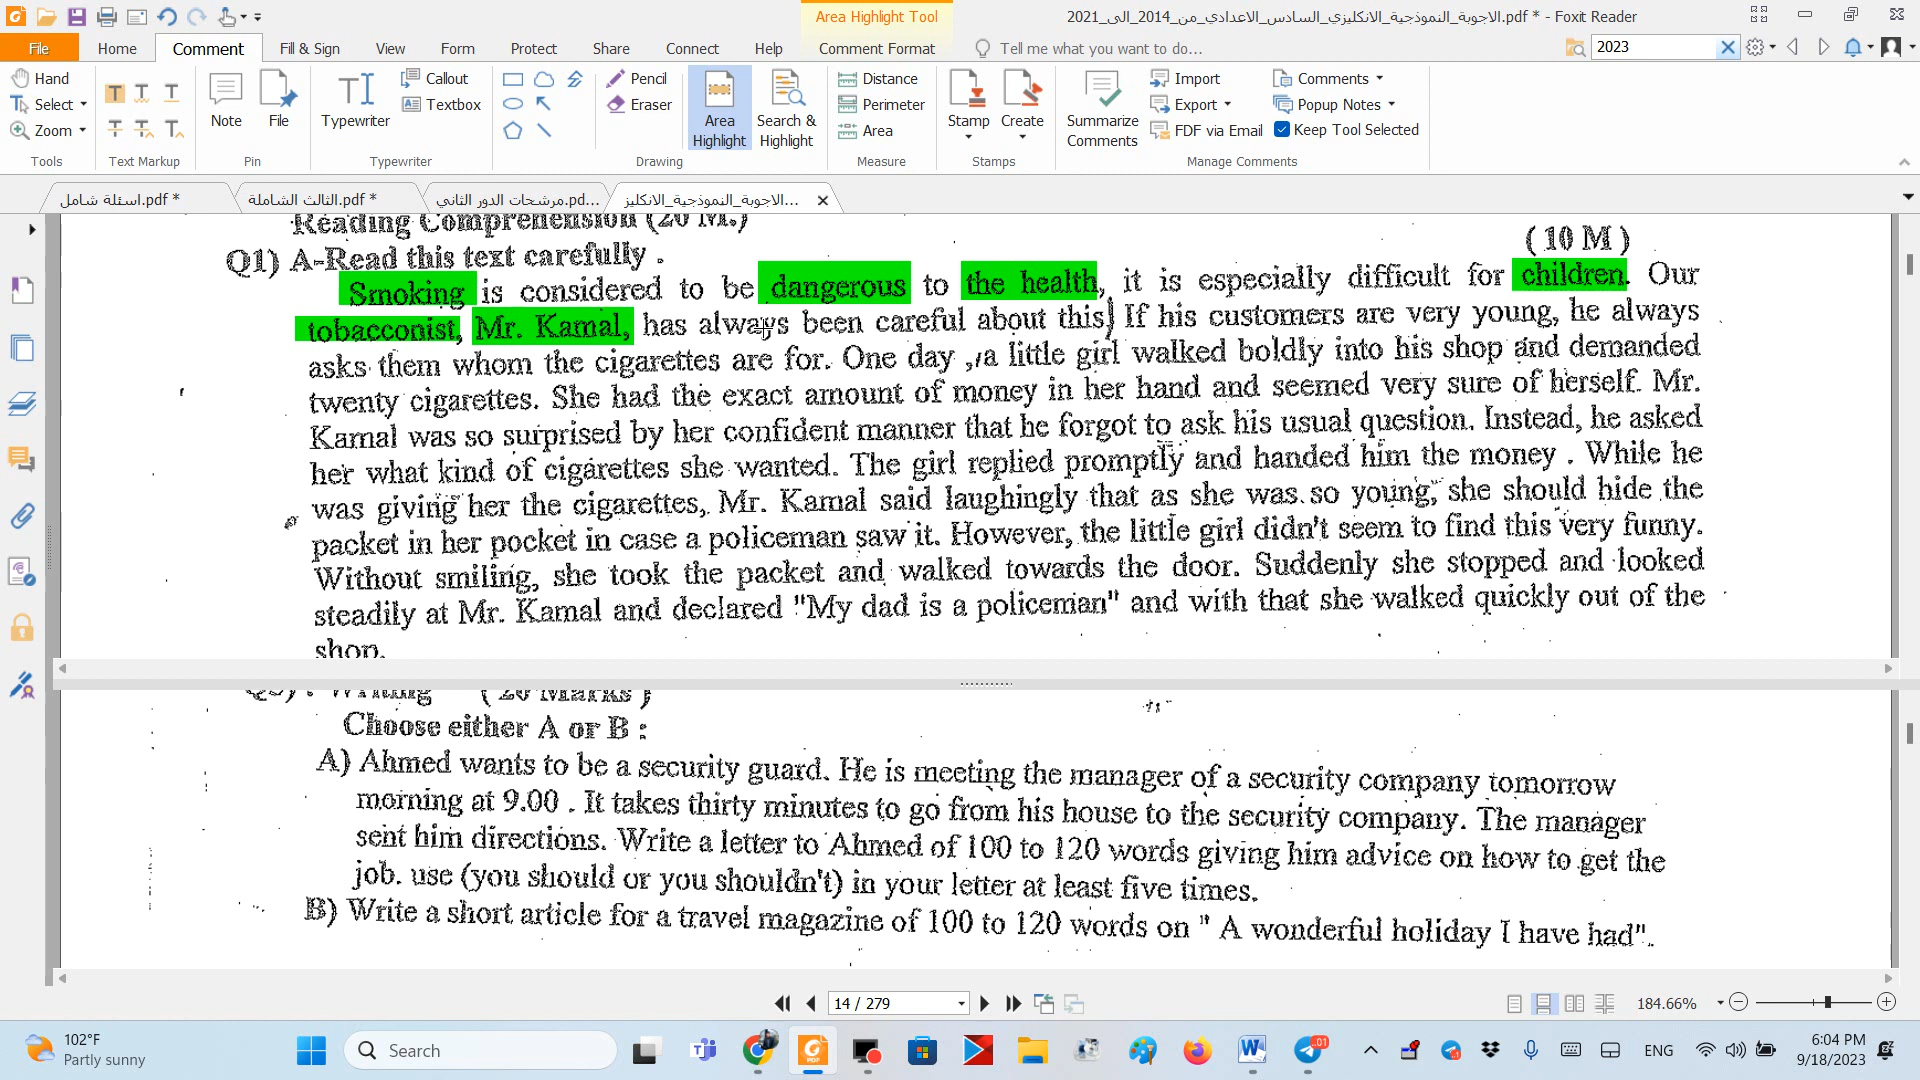 Area Highlight Tool
الاجوبة_النموذجية_الانكليزي_السادس_الاعدادي_من_2014_الى_2021.pdf * - Foxit Reader
File Home Comment Fill & Sign View Form Protect Share Connect Help Comment Format Tell me what you want to do... 2023
Hand
Select
Zoom
Tools
Text Markup
Note
File
Pin
Typewriter
Callout
Textbox
Typewriter
Pencil
Eraser
Area Highlight
Search & Highlight
Drawing
Distance
Perimeter
Area
Measure
Stamp
Create
Stamps
Summarize Comments
Import
Export
FDF via Email
Comments
Popup Notes
Keep Tool Selected
Manage Comments
اسئلة شامل.pdf *
الثالث الشاملة.pdf *
مرشحات الدور الثاني.pd...
الاجوبة_النموذجية_الانكليز...
Reading Comprehension (20 M.)
Q1) A-Read this text carefully . ( 10 M )
Smoking is considered to be dangerous to the health, it is especially difficult for children. Our
tobacconist, Mr. Kamal, has always been careful about this. If his customers are very young, he always
asks them whom the cigarettes are for. One day , a little girl walked boldly into his shop and demanded
twenty cigarettes. She had the exact amount of money in her hand and seemed very sure of herself. Mr.
Kamal was so surprised by her confident manner that he forgot to ask his usual question. Instead, he asked
her what kind of cigarettes she wanted. The girl replied promptly and handed him the money . While he
was giving her the cigarettes, Mr. Kamal said laughingly that as she was so young, she should hide the
packet in her pocket in case a policeman saw it. However, the little girl didn't seem to find this very funny.
Without smiling, she took the packet and walked towards the door. Suddenly she stopped and looked
steadily at Mr. Kamal and declared "My dad is a policeman" and with that she walked quickly out of the
shop.
Q5) : Writing ( 20 Marks )
Choose either A or B :
A) Ahmed wants to be a security guard. He is meeting the manager of a security company tomorrow
morning at 9.00 . It takes thirty minutes to go from his house to the security company. The manager
sent him directions. Write a letter to Ahmed of 100 to 120 words giving him advice on how to get the
job. use (you should or you shouldn't) in your letter at least five times.
B) Write a short article for a travel magazine of 100 to 120 words on " A wonderful holiday I have had".
14 / 279
184.66%
102°F
Partly sunny
Search
ENG
6:04 PM
9/18/2023